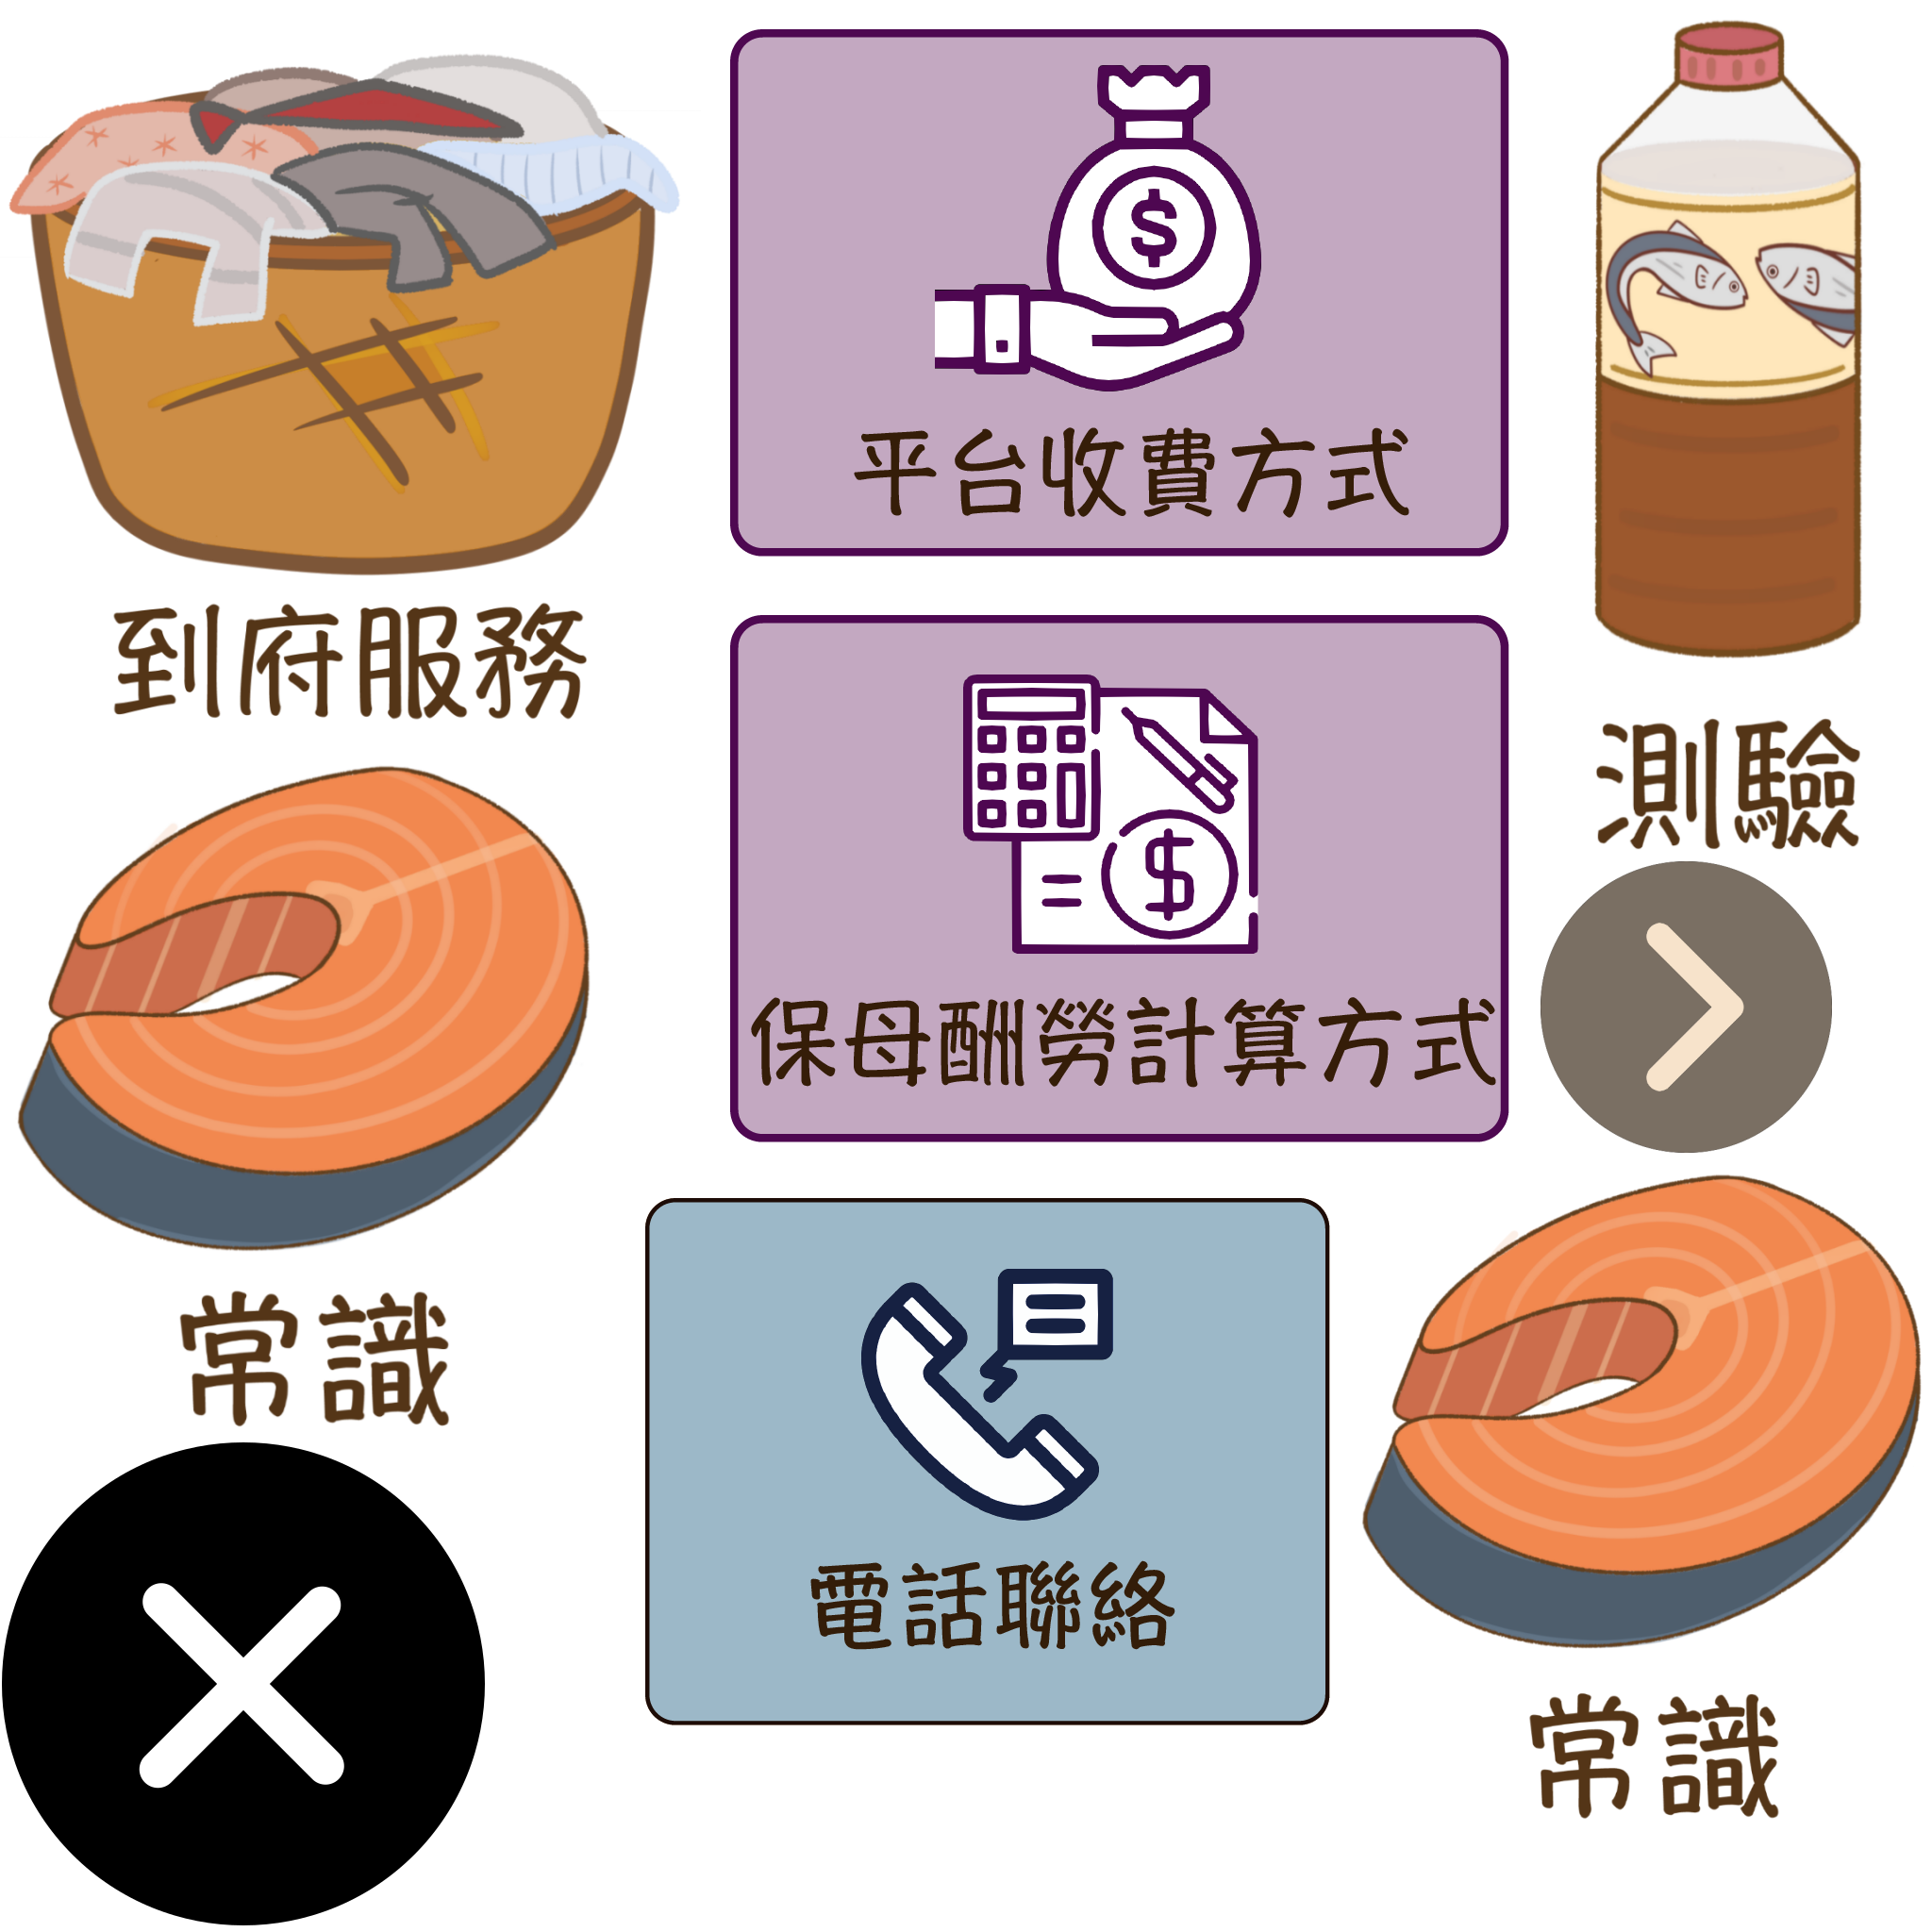 平台收費方式
到府服務
測驗
保母酬勞計算方式
常識
電話聯絡
常識